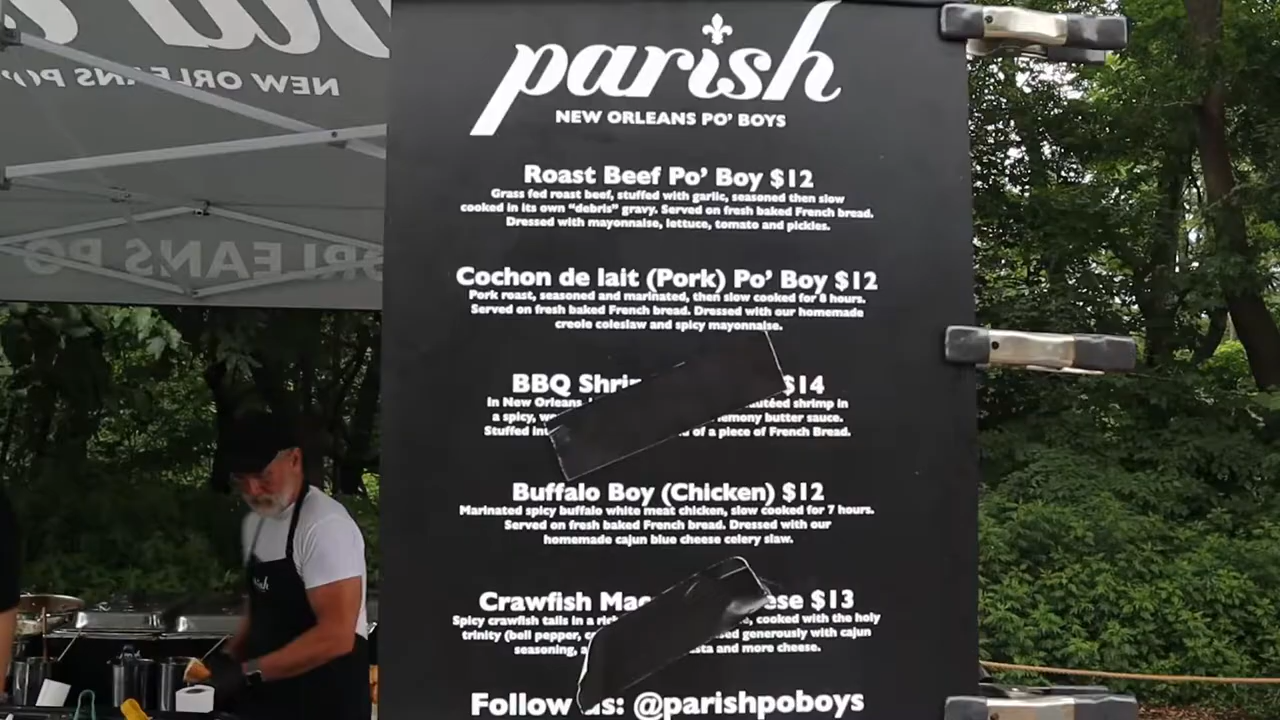 NEW ORLEANS PO'
ORLEANS PO
parish
NEW ORLEANS PO' BOYS
Roast Beef Po' Boy $12
Grass fed roast beef, stuffed with garlic, seasoned then slow
cooked in its own "debris" gravy. Served on fresh baked French bread.
Dressed with mayonnaise, lettuce, tomato and pickles.
Cochon de lait (Pork) Po' Boy $12
Pork roast, seasoned and marinated, then slow cooked for 8 hours.
Served on fresh baked French bread. Dressed with our homemade
creole coleslaw and spicy mayonnaise.
BBQ $14
In New Orleans shrimp in
a spicy, butter sauce.
Stuffed of a piece of French Bread.
Buffalo Boy (Chicken) $12
Marinated spicy buffalo white meat chicken, slow cooked for 7 hours.
Served on fresh baked French bread. Dressed with our
homemade cajun blue cheese celery slaw.
Crawfish $13
Spicy crawfish tails in a cooked with the holy
trinity (bell pepper, generously with cajun
seasoning, and more cheese.
Follow us: @parishpoboys